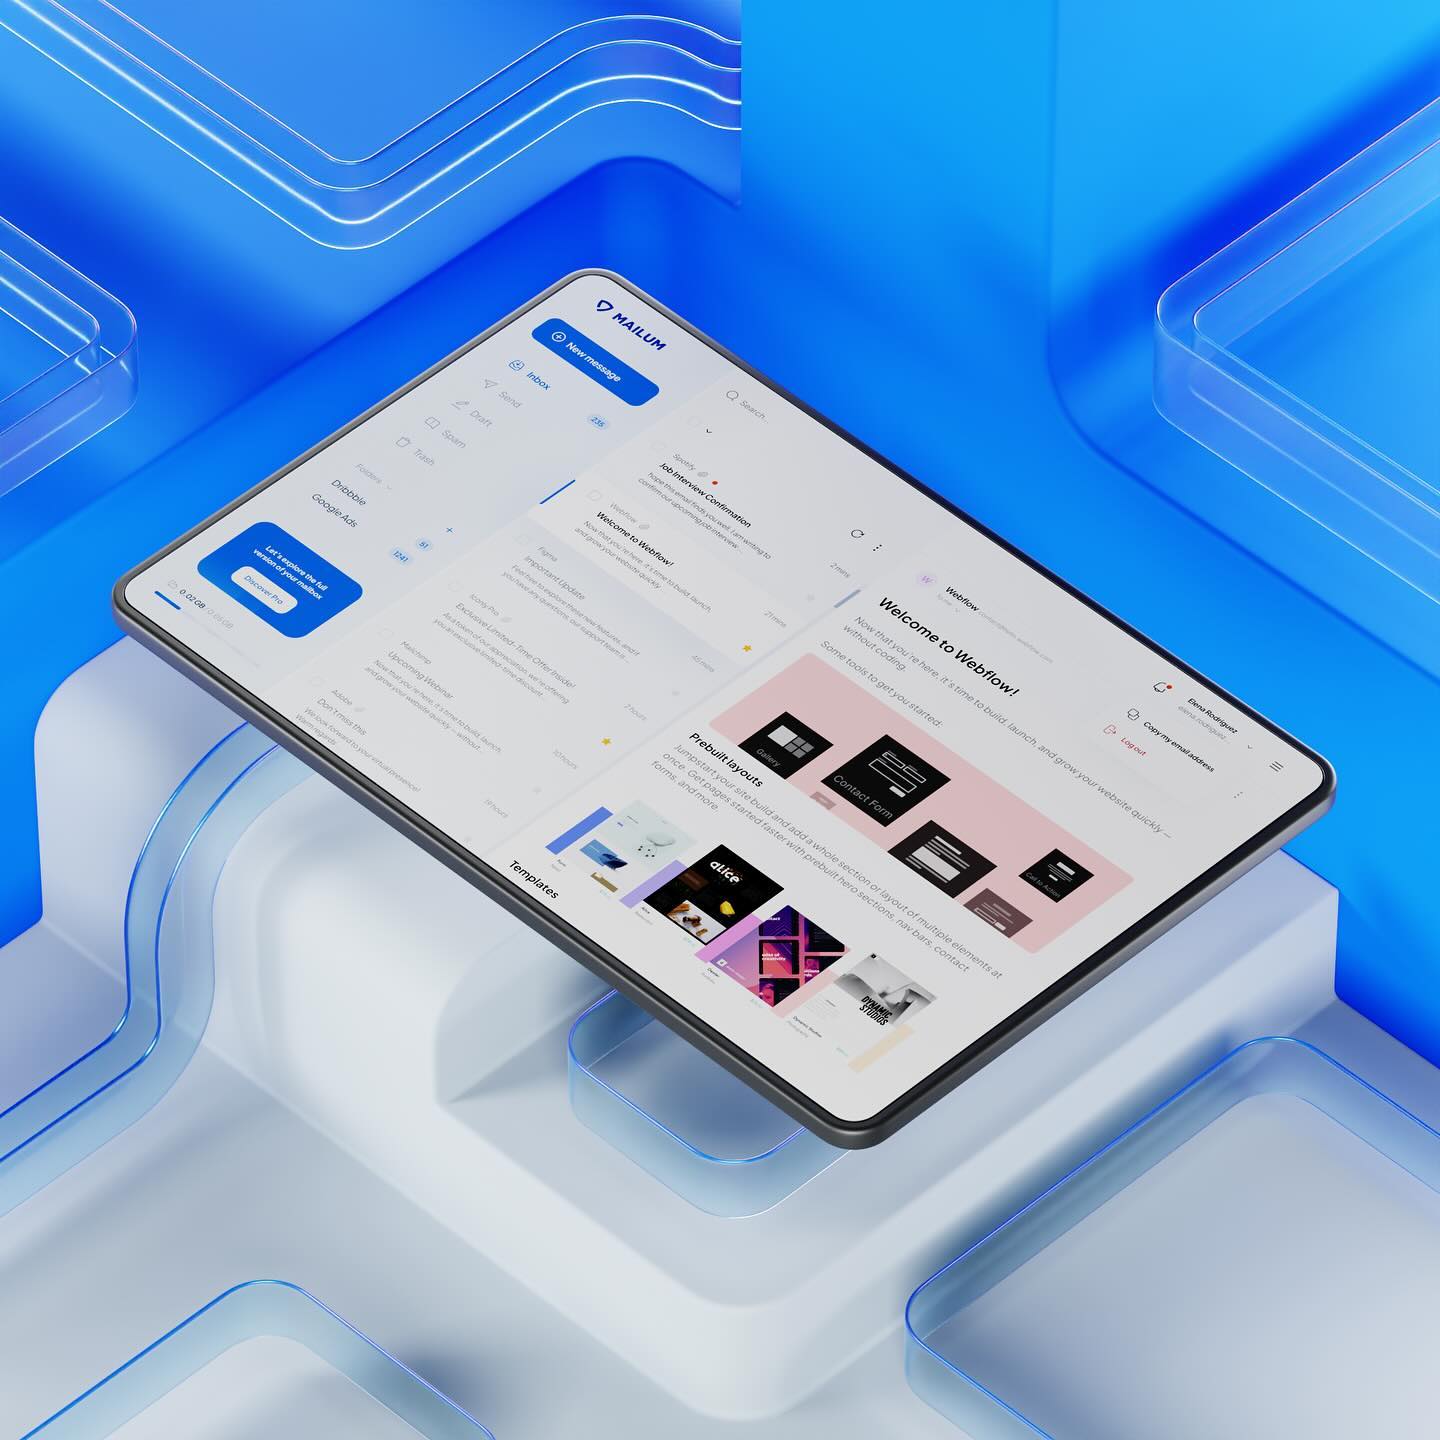 MAILUM
New message
Inbox
235
Send
Draft
Spam
Trash
Folders
+
Dribbble
51
Google Ads
1241
Let's explore the full
version of your mailbox
Discover Pro
0.02 GB
Search...
Spotify
Job Interview Confirmation
hope this email finds you well. I am writing to
confirm our upcoming job interview.
2 mins
Webflow
Welcome to Webflow!
Now that you're here, it's time to build, launch,
and grow your website quickly
21 mins
Figma
Important Update
Feel free to explore these new features, and if
you have any questions, our support team is
Iconly Pro
Exclusive Limited-Time Offer Inside!
As a token of our appreciation, we're offering
you an exclusive limited-time discount
7 hours
Mailchimp
Upcoming Webinar
Now that you're here, it's time to build, launch,
and grow your website quickly — without
10 hours
Adobe
Don't miss this
We look forward to your virtual presence!
Warm regards,
19 hours
W
Webflow
to me
Elena Rodriguez
Copy my email address
Log out
Welcome to Webflow!
Now that you're here, it's time to build, launch, and grow your website quickly —
without coding.
Some tools to get you started:
Gallery
Contact Form
Call to Action
Prebuilt layouts
Jumpstart your site build and add a whole section or layout of multiple elements at
once. Get pages started faster with prebuilt hero sections, nav bars, contact
forms, and more.
Templates
alice
DYNAMIC
STUDIOS
Dynamic Studios